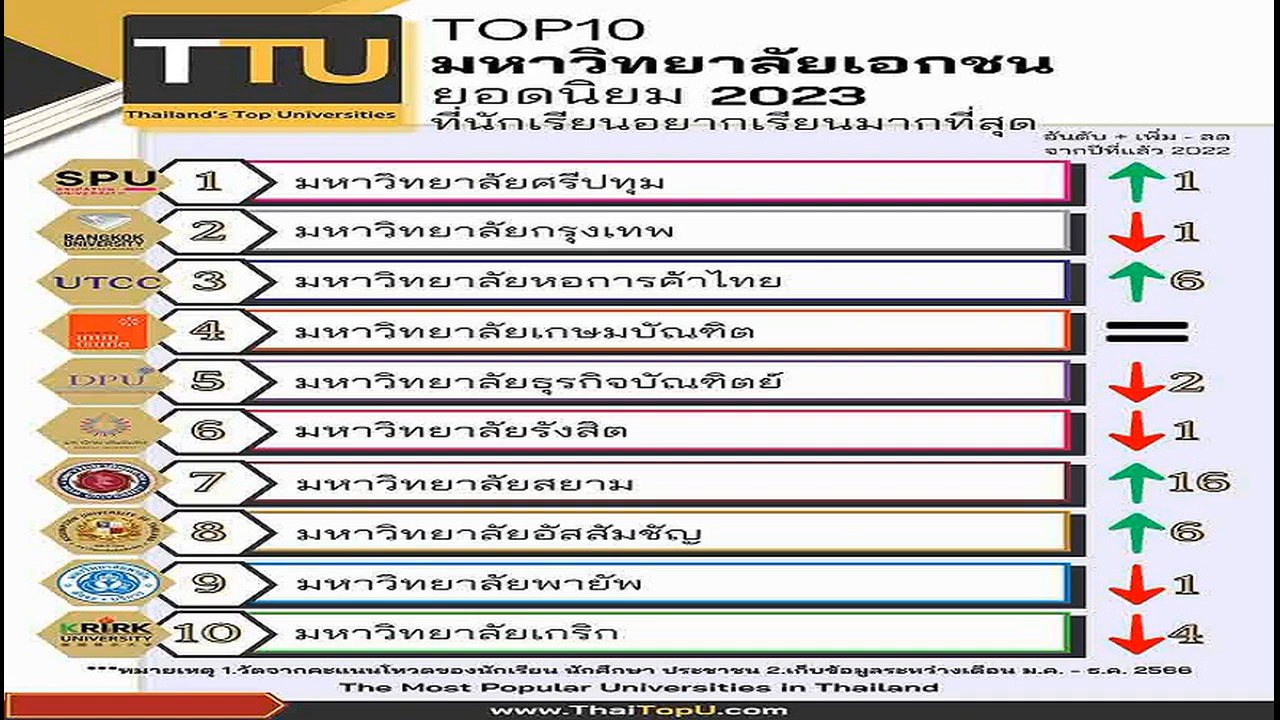 TTU
Thailand's Top Universities
TOP10
มหาวิทยาลัยเอกชน
ยอดนิยม 2023
ที่นักเรียนอยากเรียนมากที่สุด
อันดับ + เพิ่ม - ลด
จากปีที่แล้ว 2022
SPU 1 มหาวิทยาลัยศรีปทุม 1
BANGKOK UNIVERSITY 2 มหาวิทยาลัยกรุงเทพ 1
UTCC 3 มหาวิทยาลัยหอการค้าไทย 6
4 มหาวิทยาลัยเกษมบัณฑิต =
DPU 5 มหาวิทยาลัยธุรกิจบัณฑิตย์ 2
6 มหาวิทยาลัยรังสิต 1
7 มหาวิทยาลัยสยาม 16
8 มหาวิทยาลัยอัสสัมชัญ 6
9 มหาวิทยาลัยพายัพ 1
KRIRK UNIVERSITY 10 มหาวิทยาลัยเกริก 4
***หมายเหตุ 1.วัดจากคะแนนโหวตของนักเรียน นักศึกษา ประชาชน 2.เก็บข้อมูลระหว่างเดือน ม.ค. - ธ.ค. 2566
The Most Popular Universities in Thailand
www.ThaiTopU.com